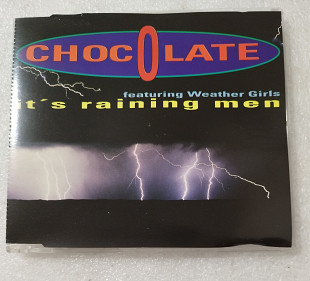 CHOCOLATE
featuring Weather Girls
it's raining men